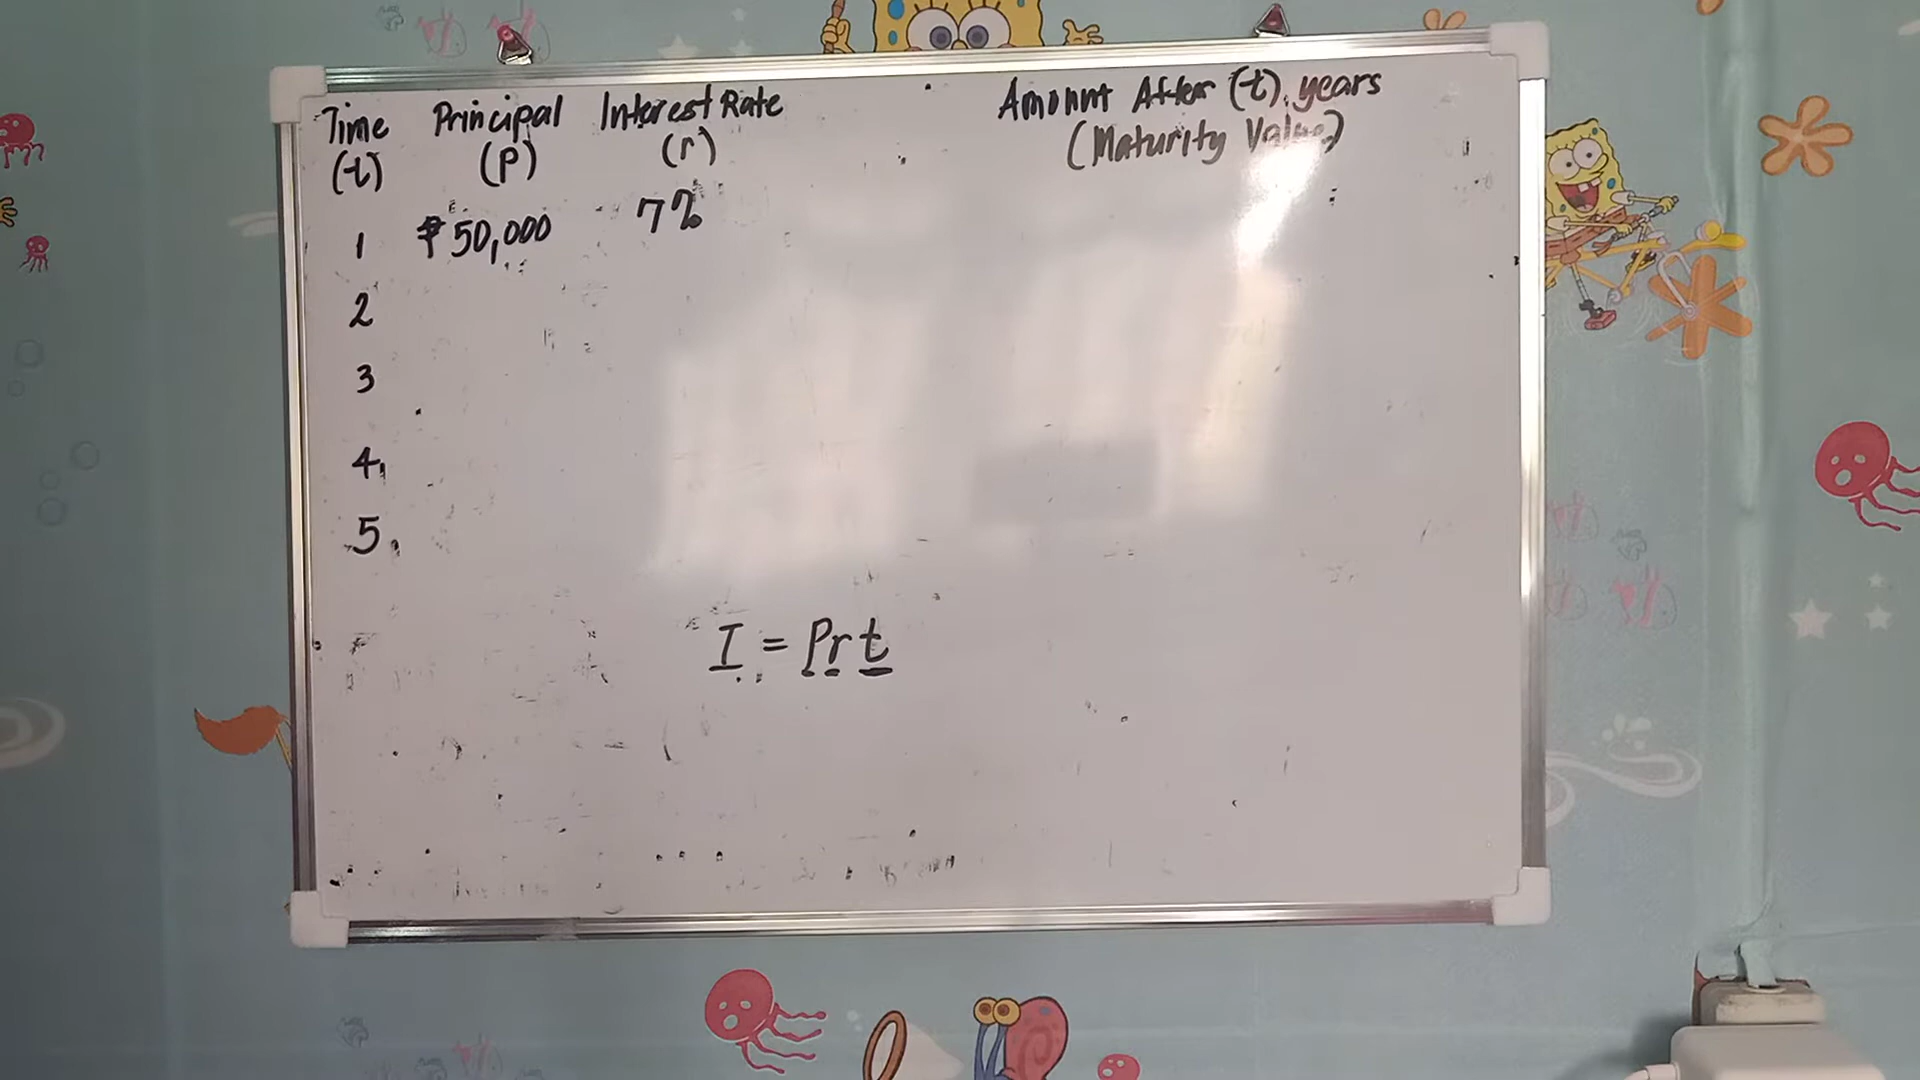 Time Principal Interest Rate Amount After (t) years
(t) (P) (r) (Maturity Value)
1 ₱50,000 7%
2
3
4
5
I = Prt